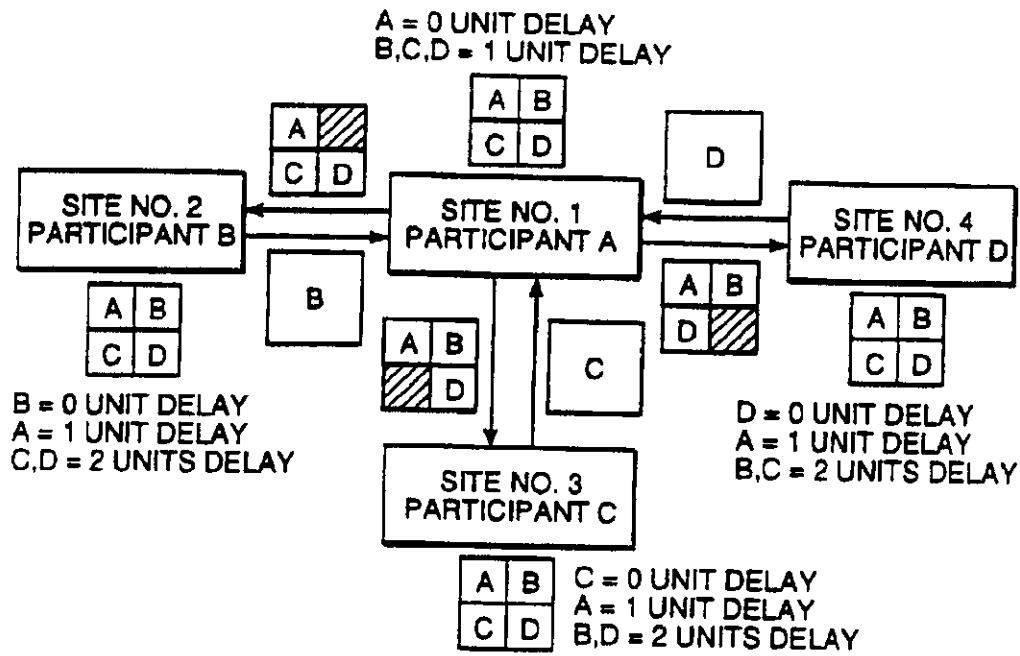 A = 0 UNIT DELAY
B,C,D = 1 UNIT DELAY
A B
C D
A
C D
D
SITE NO. 2
PARTICIPANT B
SITE NO. 1
PARTICIPANT A
SITE NO. 4
PARTICIPANT D
B
A B
C D
A B
D
C
A B
D
A B
C D
B = 0 UNIT DELAY
A = 1 UNIT DELAY
C,D = 2 UNITS DELAY
D = 0 UNIT DELAY
A = 1 UNIT DELAY
B,C = 2 UNITS DELAY
SITE NO. 3
PARTICIPANT C
A B
C D
C = 0 UNIT DELAY
A = 1 UNIT DELAY
B,D = 2 UNITS DELAY